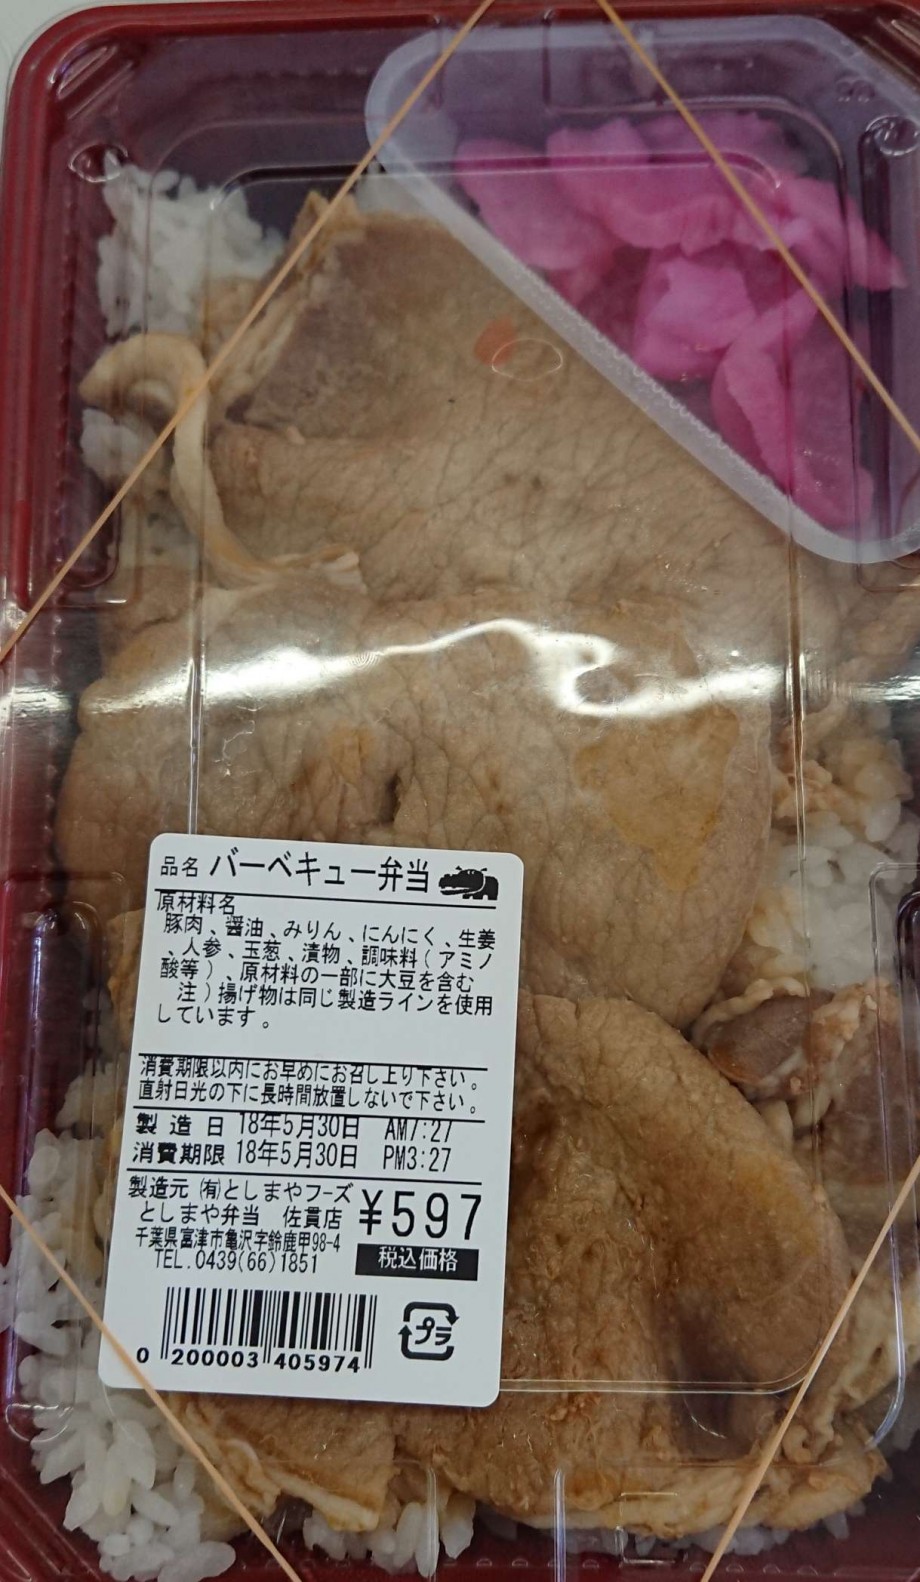 品名 バーベキュー弁当
原材料名
豚肉、醤油、みりん、にんにく、生姜
、人参、玉葱、漬物、調味料(アミノ
酸等)、原材料の一部に大豆を含む
注)揚げ物は同じ製造ラインを使用
しています。
消費期限以内にお早めにお召し上り下さい。
直射日光の下に長時間放置しないで下さい。
製造日 18年5月30日 AM7:27
消費期限 18年5月30日 PM3:27
製造元 (有)としまやフーズ
としまや弁当 佐貫店
千葉県富津市亀沢字鈴鹿甲98-4
TEL.0439(66)1851
¥597
税込価格
0 200003 405974
プラ